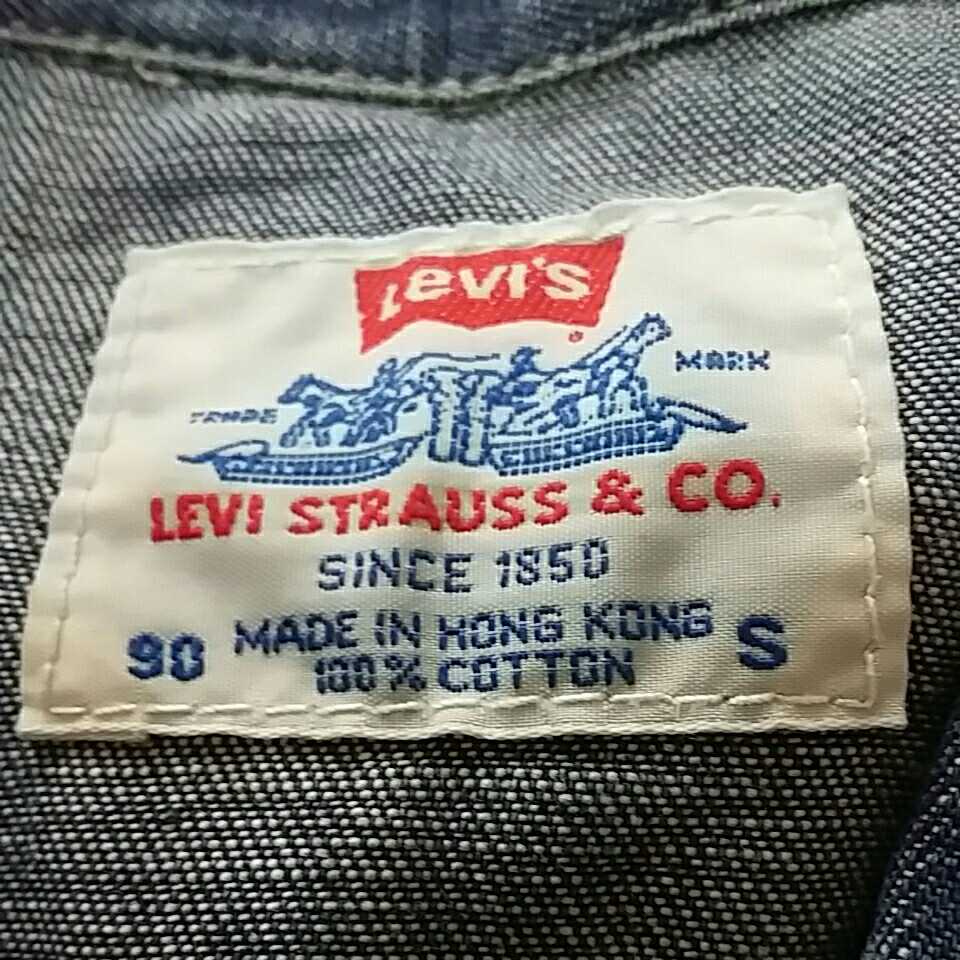 Levi's
®
TRADE MARK
LEVI STRAUSS & CO.
SINCE 1850
90 MADE IN HONG KONG S
100% COTTON